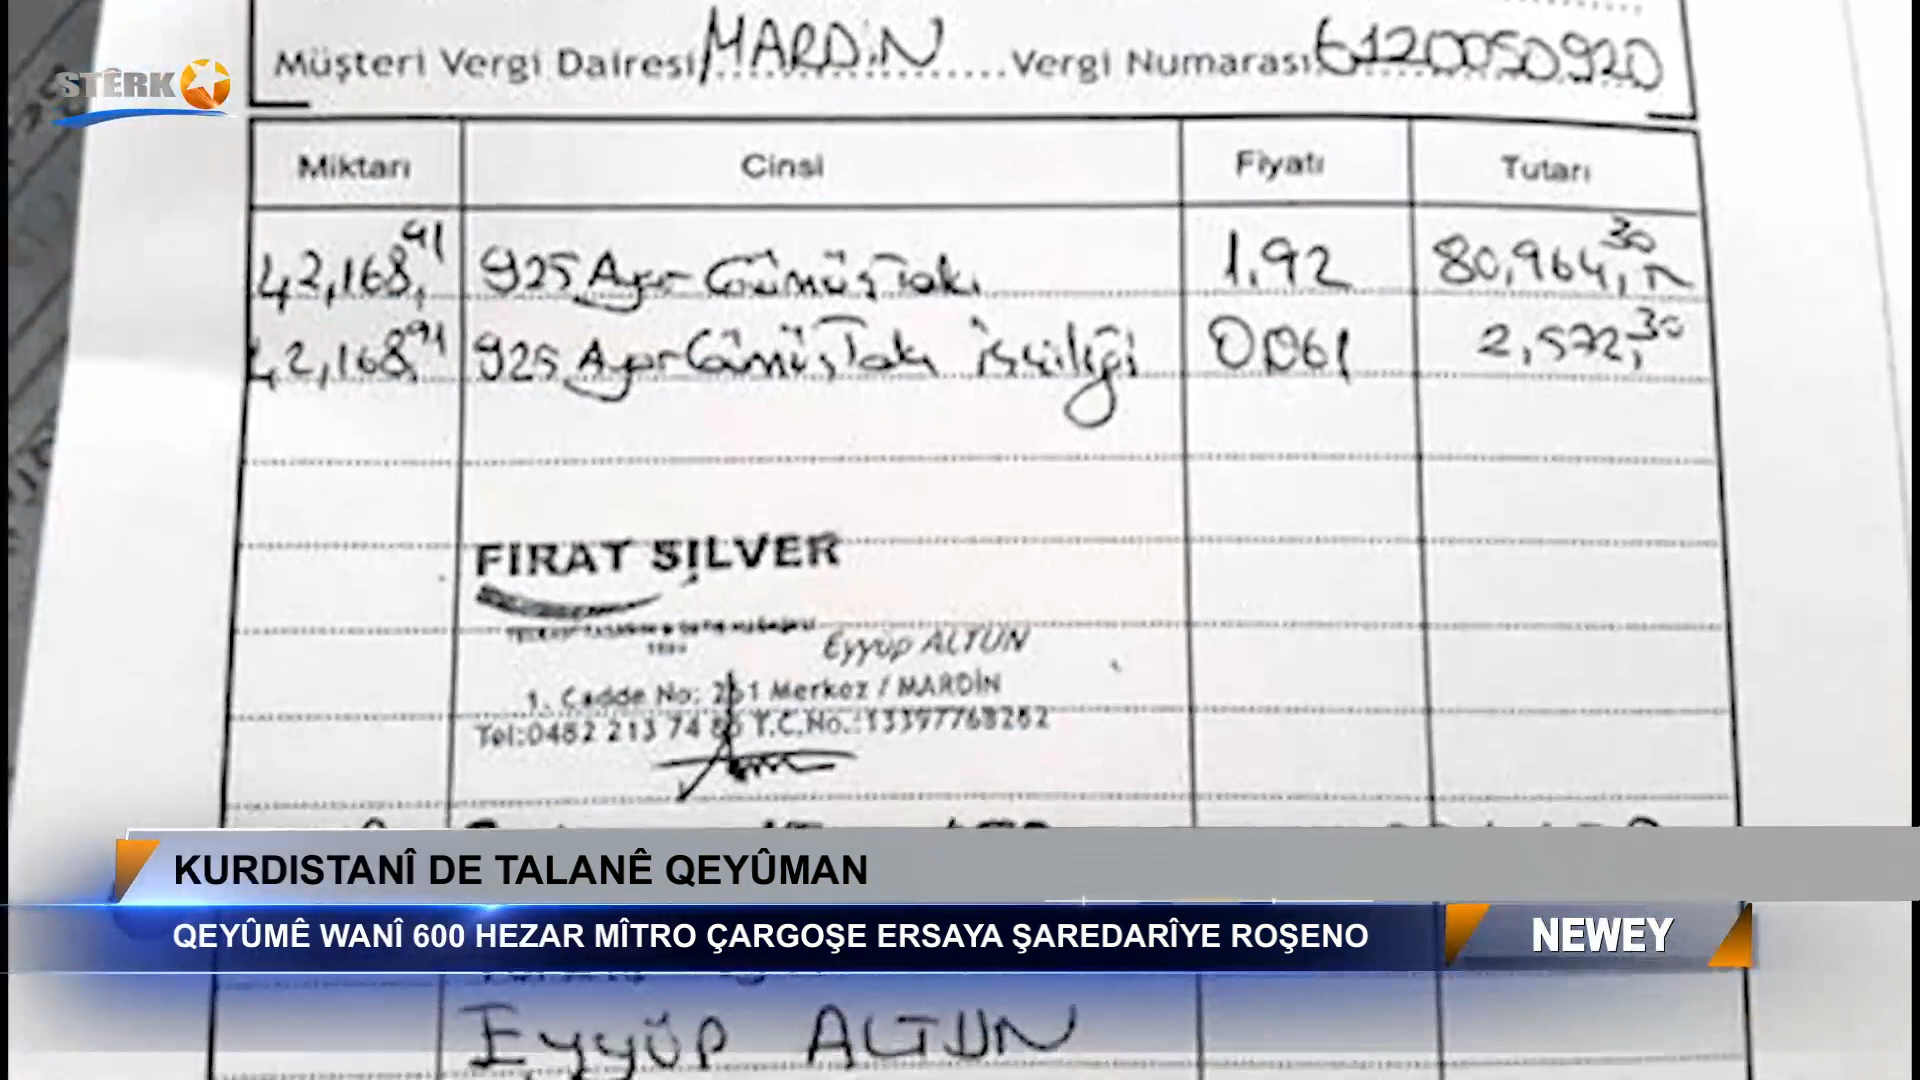 STÊRK
Müşteri Vergi Dairesi MARDİN Vergi Numarası 6120050920
Miktarı Cinsi Fiyatı Tutarı
42,168,91 925 Ayar Gümüş Takı 1.92 80,964,30
42,168,91 925 Ayar Gümüş Takı İşçiliği 0.061 2,572,30
FIRAT SILVER
Eyyüp ALTUN
1. Cadde No: 261 Merkez / MARDİN
Tel:0482 213 74 T.C.No.:13397768282
KURDISTANÎ DE TALANÊ QEYÛMAN
QEYÛMÊ WANÎ 600 HEZAR MÎTRO ÇARGOŞE ERSAYA ŞAREDARÎYE ROŞENO
NEWEY
Eyyüp ALTUN